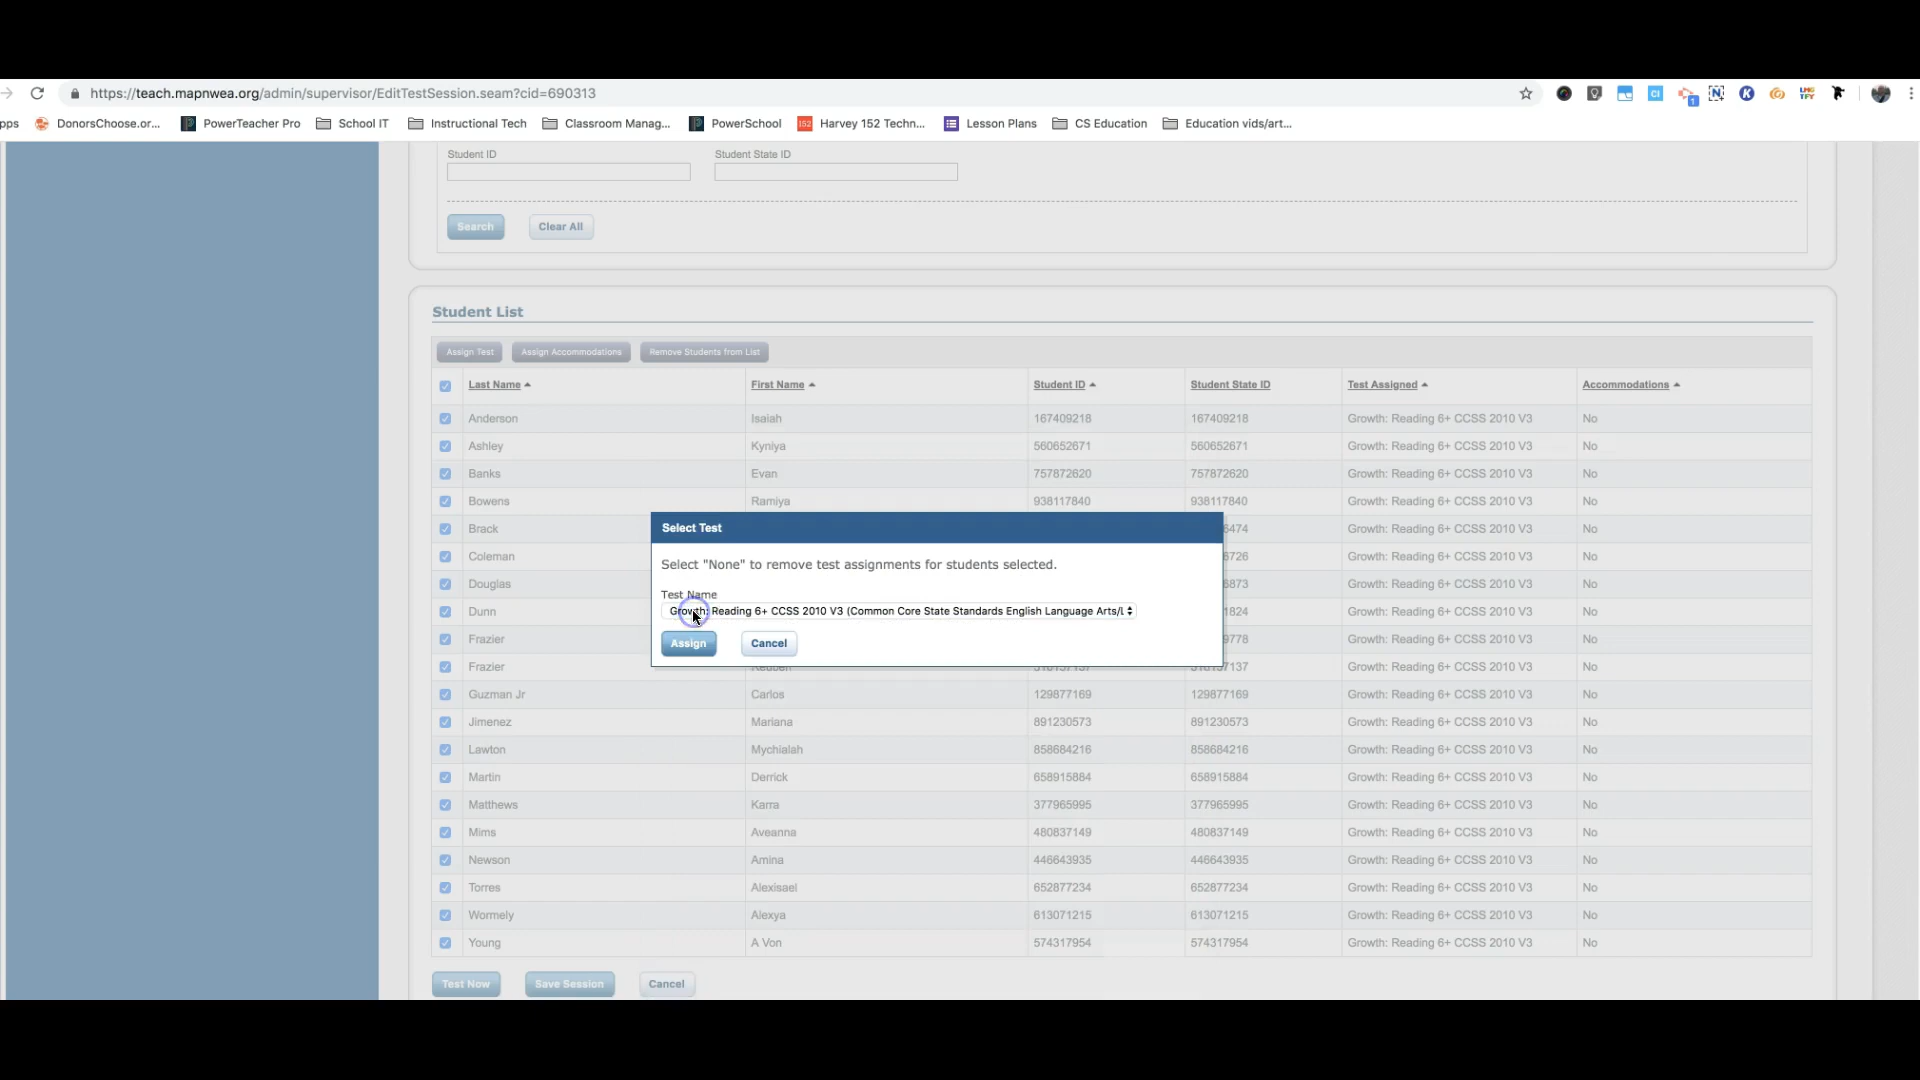 https://teach.mapnwea.org/admin/supervisor/EditTestSession.seam?cid=690313
pps DonorsChoose.or... PowerTeacher Pro School IT Instructional Tech Classroom Manag... PowerSchool Harvey 152 Techn... Lesson Plans CS Education Education vids/art...
Student ID Student State ID
Search Clear All
Student List
Assign Test Assign Accommodations Remove Students from List
Last Name First Name Student ID Student State ID Test Assigned Accommodations
Anderson Isaiah 167409218 167409218 Growth: Reading 6+ CCSS 2010 V3 No
Ashley Kyniya 560652671 560652671 Growth: Reading 6+ CCSS 2010 V3 No
Banks Evan 757872620 757872620 Growth: Reading 6+ CCSS 2010 V3 No
Bowens Ramiya 938117840 938117840 Growth: Reading 6+ CCSS 2010 V3 No
Brack 6474 Growth: Reading 6+ CCSS 2010 V3 No
Coleman 6726 Growth: Reading 6+ CCSS 2010 V3 No
Douglas 6873 Growth: Reading 6+ CCSS 2010 V3 No
Dunn 1824 Growth: Reading 6+ CCSS 2010 V3 No
Frazier 9778 Growth: Reading 6+ CCSS 2010 V3 No
Frazier Reuben 7137 Growth: Reading 6+ CCSS 2010 V3 No
Select Test
Select "None" to remove test assignments for students selected.
Test Name
Growth: Reading 6+ CCSS 2010 V3 (Common Core State Standards English Language Arts/L
Assign Cancel
Guzman Jr Carlos 129877169 129877169 Growth: Reading 6+ CCSS 2010 V3 No
Jimenez Mariana 891230573 891230573 Growth: Reading 6+ CCSS 2010 V3 No
Lawton Mychialah 858684216 858684216 Growth: Reading 6+ CCSS 2010 V3 No
Martin Derrick 658915884 658915884 Growth: Reading 6+ CCSS 2010 V3 No
Matthews Karra 377965995 377965995 Growth: Reading 6+ CCSS 2010 V3 No
Mims Aveanna 480837149 480837149 Growth: Reading 6+ CCSS 2010 V3 No
Newson Amina 446643935 446643935 Growth: Reading 6+ CCSS 2010 V3 No
Torres Alexisael 652877234 652877234 Growth: Reading 6+ CCSS 2010 V3 No
Wormely Alexya 613071215 613071215 Growth: Reading 6+ CCSS 2010 V3 No
Young A Von 574317954 574317954 Growth: Reading 6+ CCSS 2010 V3 No
Test Now Save Session Cancel